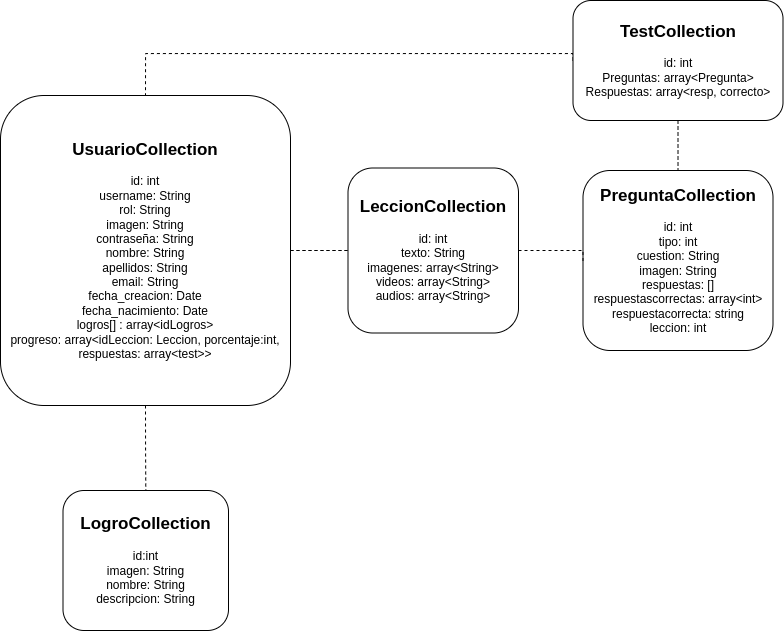 TestCollection
id: int
Preguntas: array<Pregunta>
Respuestas: array<resp, correcto>
UsuarioCollection
id: int
username: String
rol: String
imagen: String
contraseña: String
nombre: String
apellidos: String
email: String
fecha_creacion: Date
fecha_nacimiento: Date
logros[] : array<idLogros>
progreso: array<idLeccion: Leccion, porcentaje:int,
respuestas: array<test>>
LeccionCollection
id: int
texto: String
imagenes: array<String>
videos: array<String>
audios: array<String>
PreguntaCollection
id: int
tipo: int
cuestion: String
imagen: String
respuestas: []
respuestascorrectas: array<int>
respuestacorrecta: string
leccion: int
LogroCollection
id:int
imagen: String
nombre: String
descripcion: String